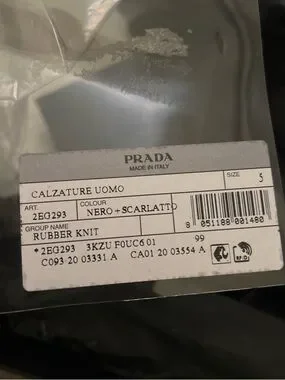 PRADA
MADE IN ITALY
CALZATURE UOMO
SIZE
5
ART.
2EG293
COLOUR
NERO+SCARLATTO
GROUP NAME
RUBBER KNIT
8 051188 001480
*2EG293 3KZU F0UC6 01 99
C093 20 03331 A CA01 20 03554 A
RFID